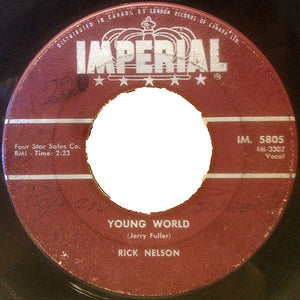 DISTRIBUTED IN CANADA BY LONDON RECORDS OF CANADA LTD.
IMPERIAL
Four Star Sales Co.
BMI - Time: 2:23
IM. 5805
IM-3302
Vocal
YOUNG WORLD
(Jerry Fuller)
RICK NELSON